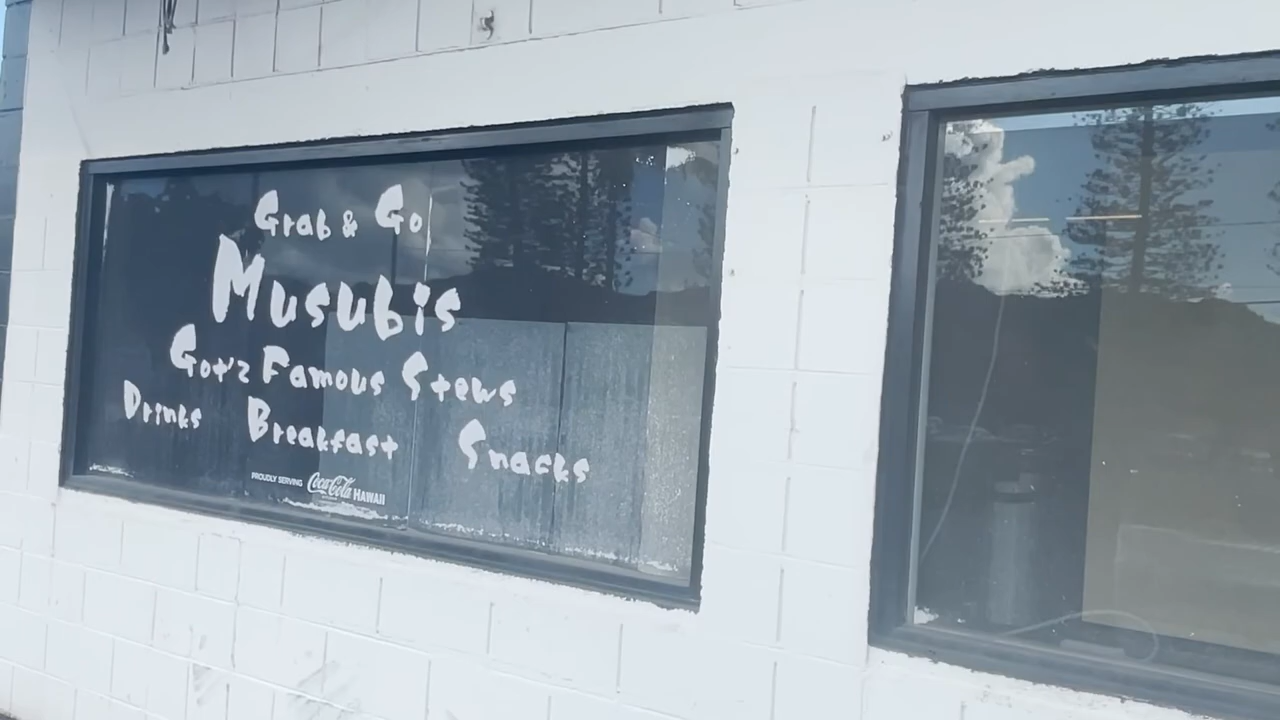 Grab & Go
Musubis
Got'z Famous Stews
Drinks Breakfast Snacks
PROUDLY SERVING Coca-Cola HAWAII